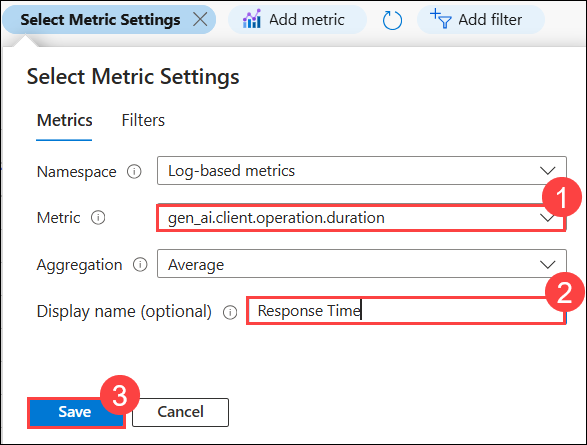 Select Metric Settings
Add metric
Add filter
Select Metric Settings
Metrics Filters
Namespace Log-based metrics
1
Metric gen_ai.client.operation.duration
Aggregation Average
2
Display name (optional) Response Time
3
Save Cancel